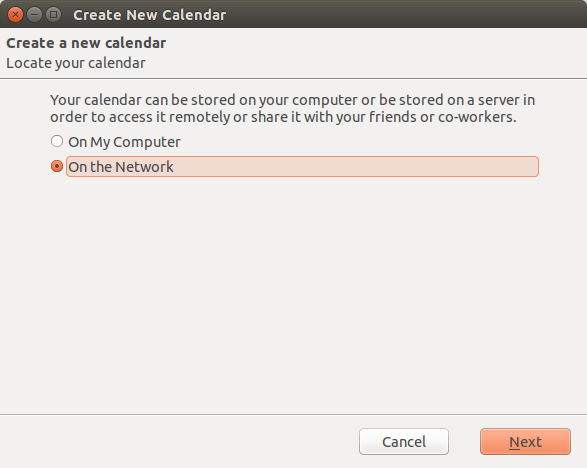 Create New Calendar
Create a new calendar
Locate your calendar
Your calendar can be stored on your computer or be stored on a server in
order to access it remotely or share it with your friends or co-workers.
On My Computer
On the Network
Cancel
Next